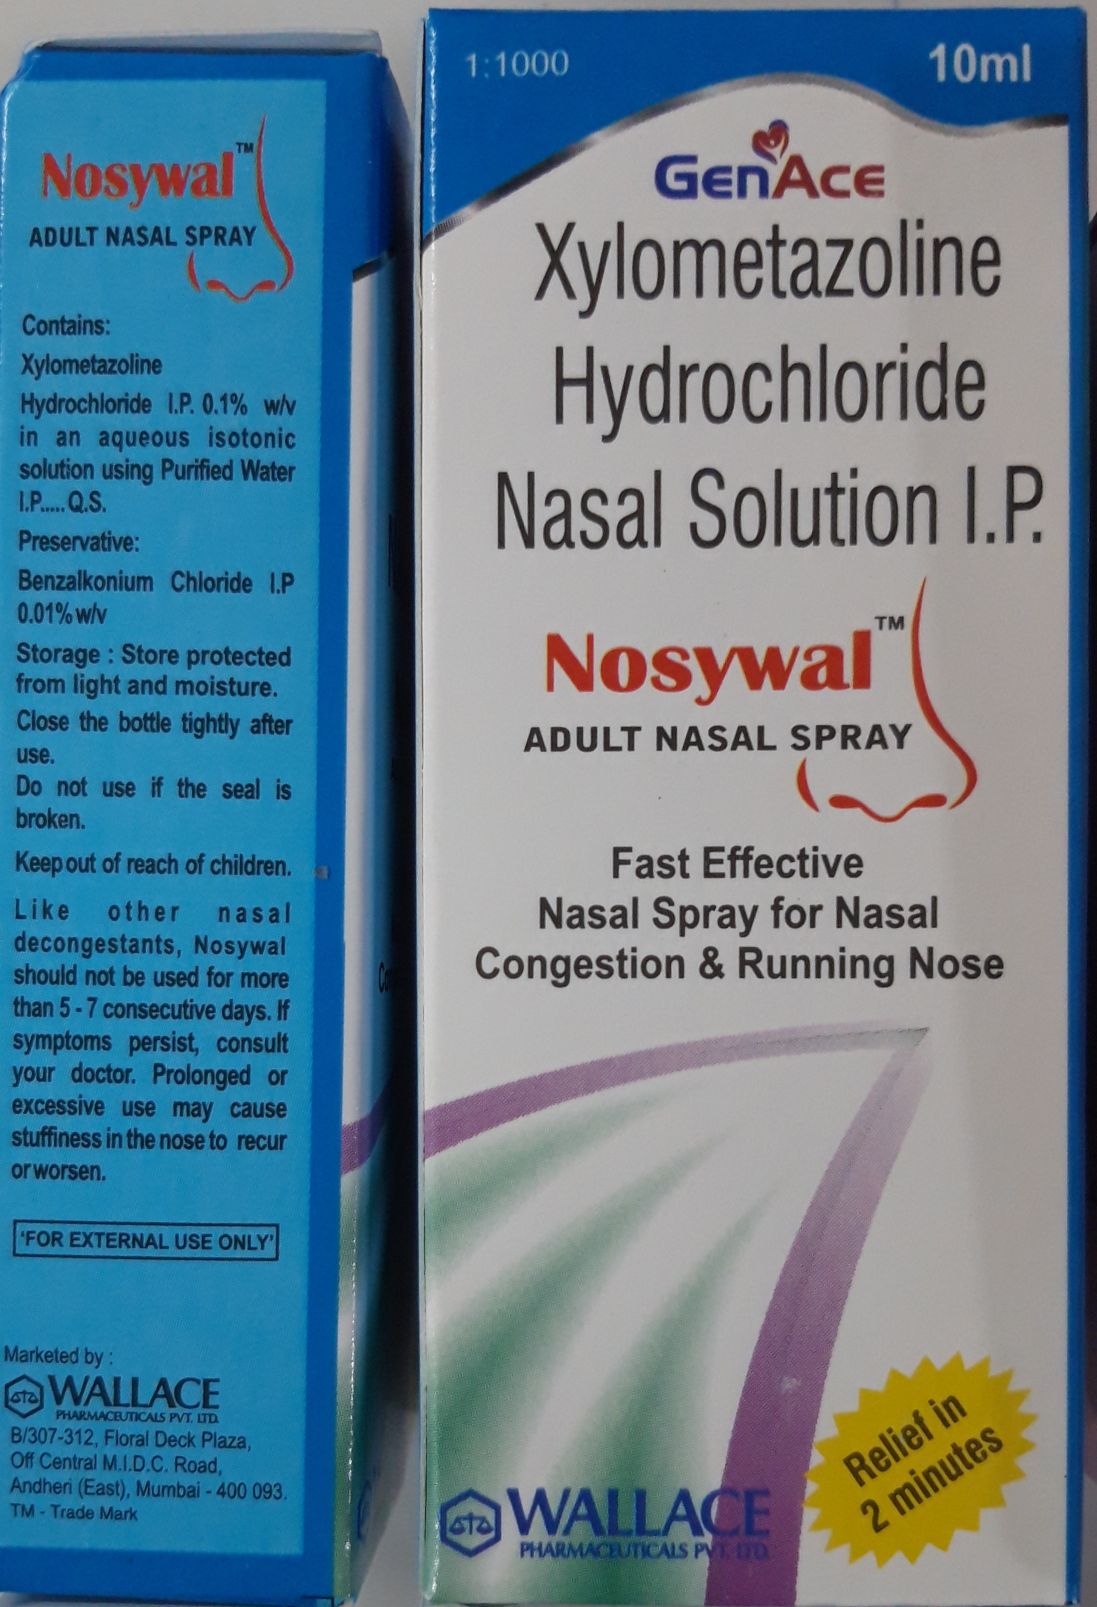 Nosywal™
ADULT NASAL SPRAY
Contains:
Xylometazoline
Hydrochloride I.P. 0.1% w/v
in an aqueous isotonic
solution using Purified Water
I.P..... Q.S.
Preservative:
Benzalkonium Chloride I.P
0.01% w/v
Storage : Store protected
from light and moisture.
Close the bottle tightly after
use.
Do not use if the seal is
broken.
Keep out of reach of children.
Like other nasal
decongestants, Nosywal
should not be used for more
than 5 - 7 consecutive days. If
symptoms persist, consult
your doctor. Prolonged or
excessive use may cause
stuffiness in the nose to recur
or worsen.
'FOR EXTERNAL USE ONLY'
Marketed by :
WALLACE
PHARMACEUTICALS PVT. LTD.
B/307-312, Floral Deck Plaza,
Off Central M.I.D.C. Road,
Andheri (East), Mumbai - 400 093.
TM - Trade Mark
1:1000
10ml
GenAce
Xylometazoline
Hydrochloride
Nasal Solution I.P.
Nosywal™
ADULT NASAL SPRAY
Fast Effective
Nasal Spray for Nasal
Congestion & Running Nose
Relief in
2 minutes
WALLACE
PHARMACEUTICALS PVT. LTD.